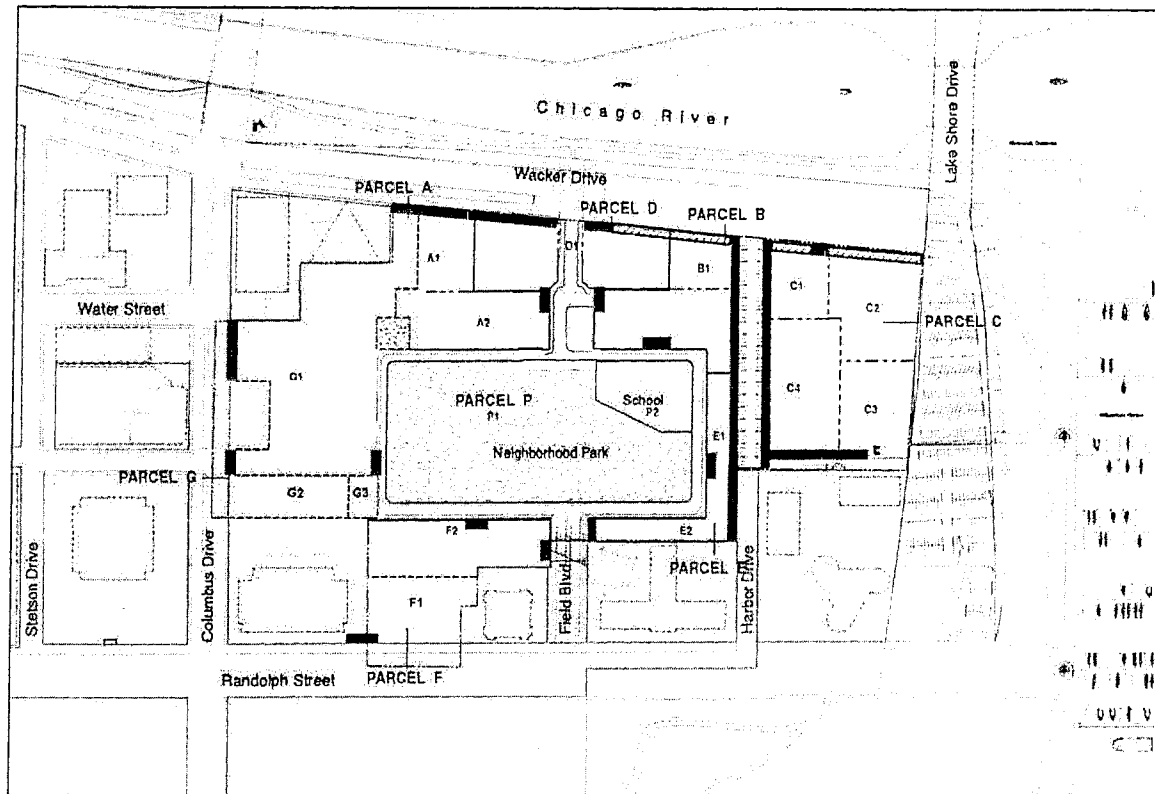 Chicago River
Lake Shore Drive
Wacker Drive
PARCEL A
PARCEL D
PARCEL B
D1
A1
B1
C1
C2
Water Street
A2
PARCEL C
G1
PARCEL P
P1
School
P2
C4
C3
E1
Neighborhood Park
E
PARCEL G
G2
G3
F2
E2
Stetson Drive
Columbus Drive
Field Blvd.
PARCEL
Harbor Drive
F1
Randolph Street
PARCEL F